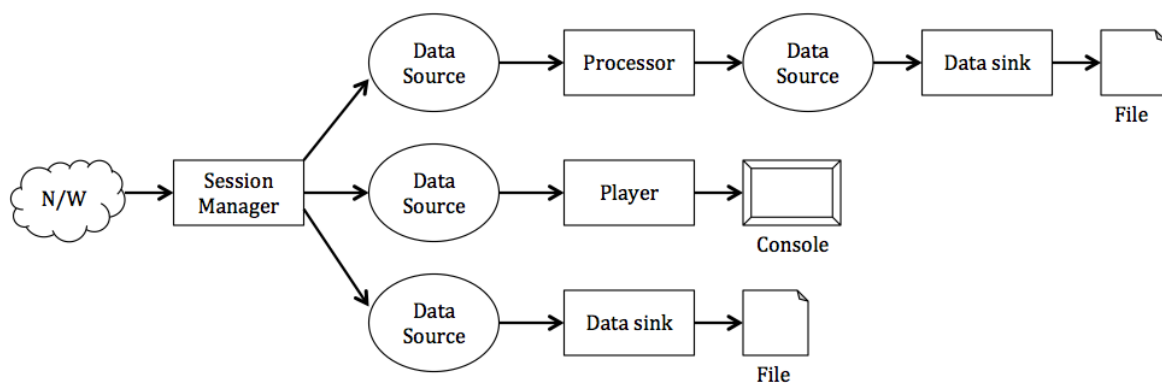 Data
Source
Processor
Data
Source
Data sink
File
N/W
Session
Manager
Data
Source
Player
Console
Data
Source
Data sink
File